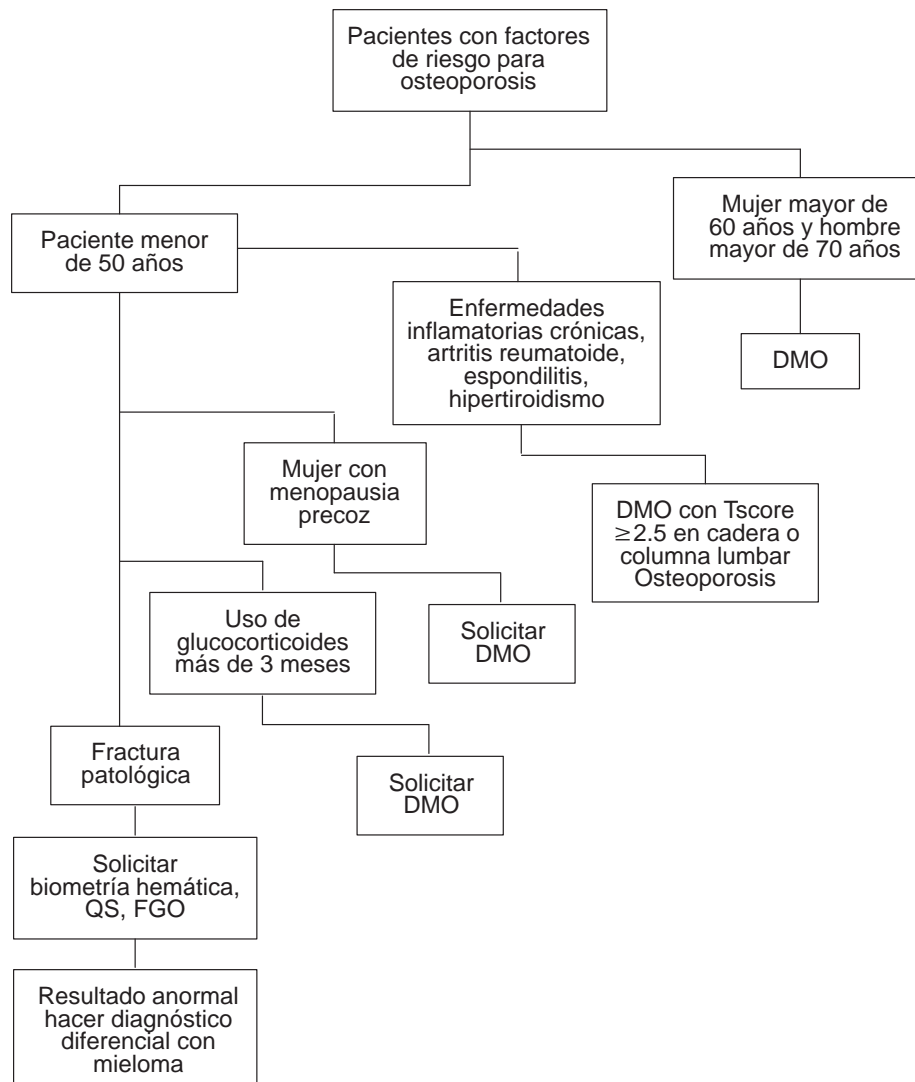 Pacientes con factores
de riesgo para
osteoporosis
Paciente menor
de 50 años
Mujer mayor de
60 años y hombre
mayor de 70 años
Enfermedades
inflamatorias crónicas,
artritis reumatoide,
espondilitis,
hipertiroidismo
DMO
Mujer con
menopausia
precoz
DMO con Tscore
≥2.5 en cadera o
columna lumbar
Osteoporosis
Uso de
glucocorticoides
más de 3 meses
Solicitar
DMO
Fractura
patológica
Solicitar
DMO
Solicitar
biometría hemática,
QS, FGO
Resultado anormal
hacer diagnóstico
diferencial con
mieloma